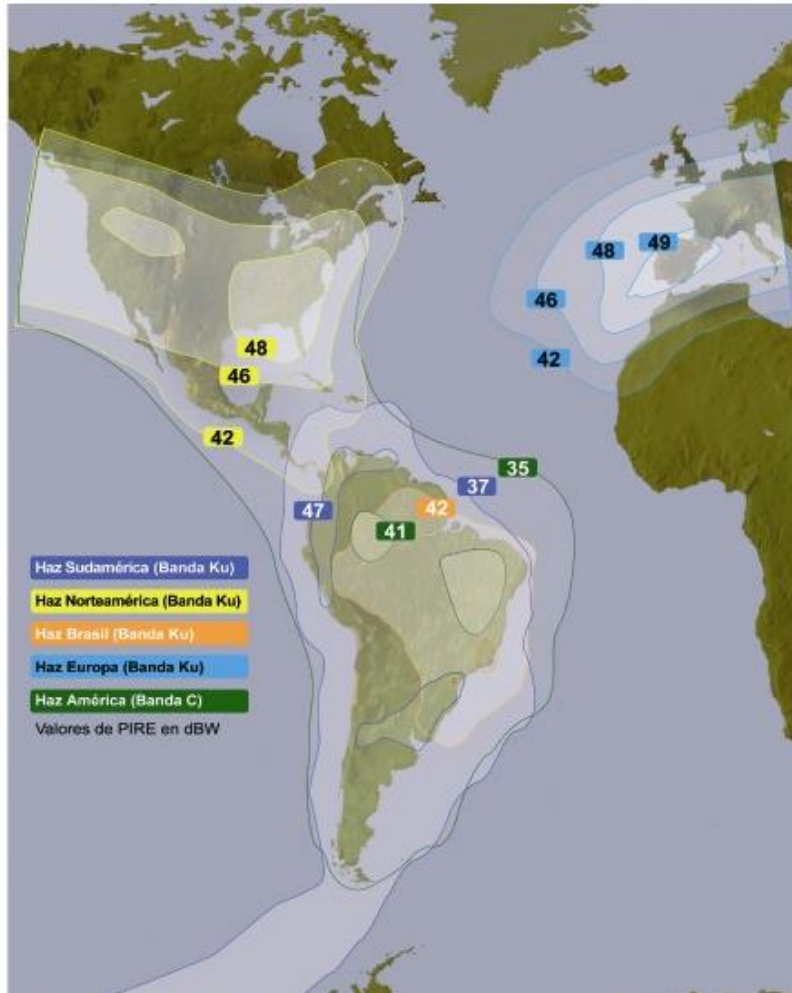 48
49
46
48
46
42
42
35
37
47
42
41
Haz Sudamérica (Banda Ku)
Haz Norteamérica (Banda Ku)
Haz Brasil (Banda Ku)
Haz Europa (Banda Ku)
Haz América (Banda C)
Valores de PIRE en dBW